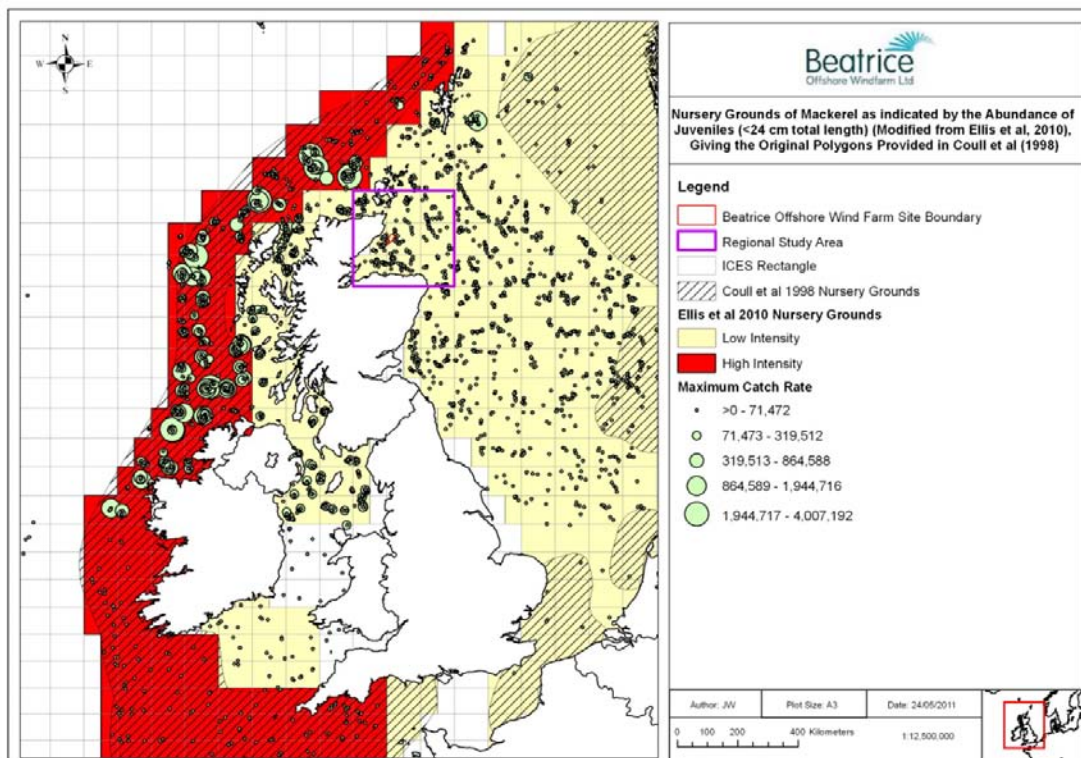 N
W E
S
Beatrice
Offshore Windfarm Ltd
Nursery Grounds of Mackerel as indicated by the Abundance of
Juveniles (<24 cm total length) (Modified from Ellis et al, 2010),
Giving the Original Polygons Provided in Coull et al (1998)
Legend
Beatrice Offshore Wind Farm Site Boundary
Regional Study Area
ICES Rectangle
Coull et al 1998 Nursery Grounds
Ellis et al 2010 Nursery Grounds
Low Intensity
High Intensity
Maximum Catch Rate
>0 - 71,472
71,473 - 319,512
319,513 - 864,588
864,589 - 1,944,716
1,944,717 - 4,007,192
Author: JW Plot Size: A3 Date: 24/05/2011
0 100 200 400 Kilometers 1:12,500,000